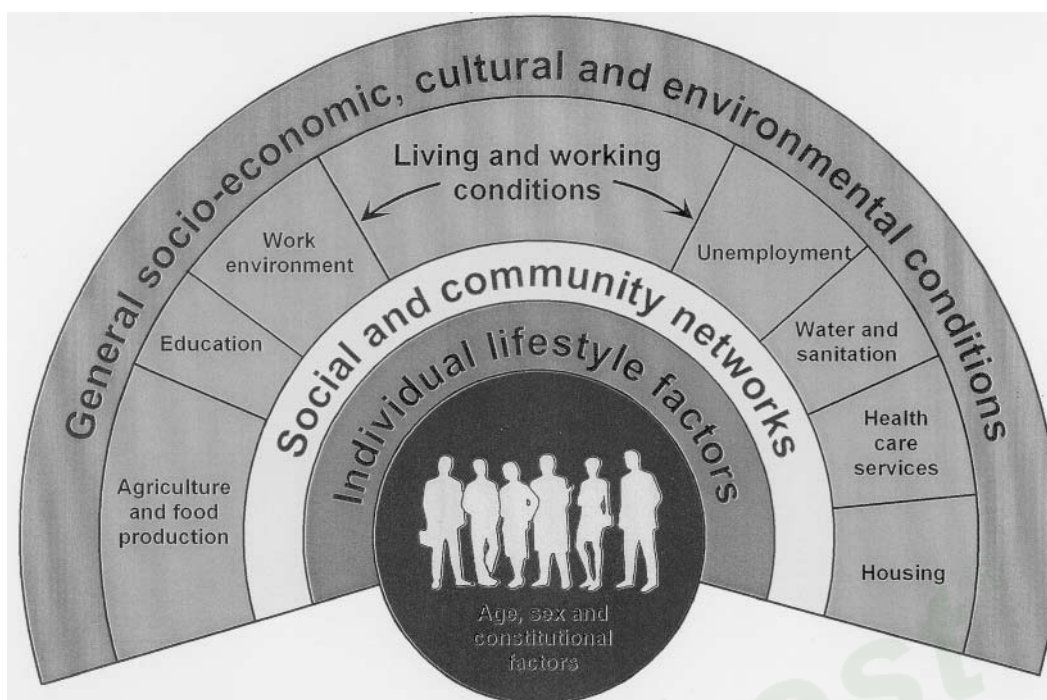 General socio-economic, cultural and environmental conditions
Living and working
conditions
Work
environment
Unemployment
Education
Water and
sanitation
Agriculture
and food
production
Health
care
services
Housing
Social and community networks
Individual lifestyle factors
Age, sex and
constitutional
factors